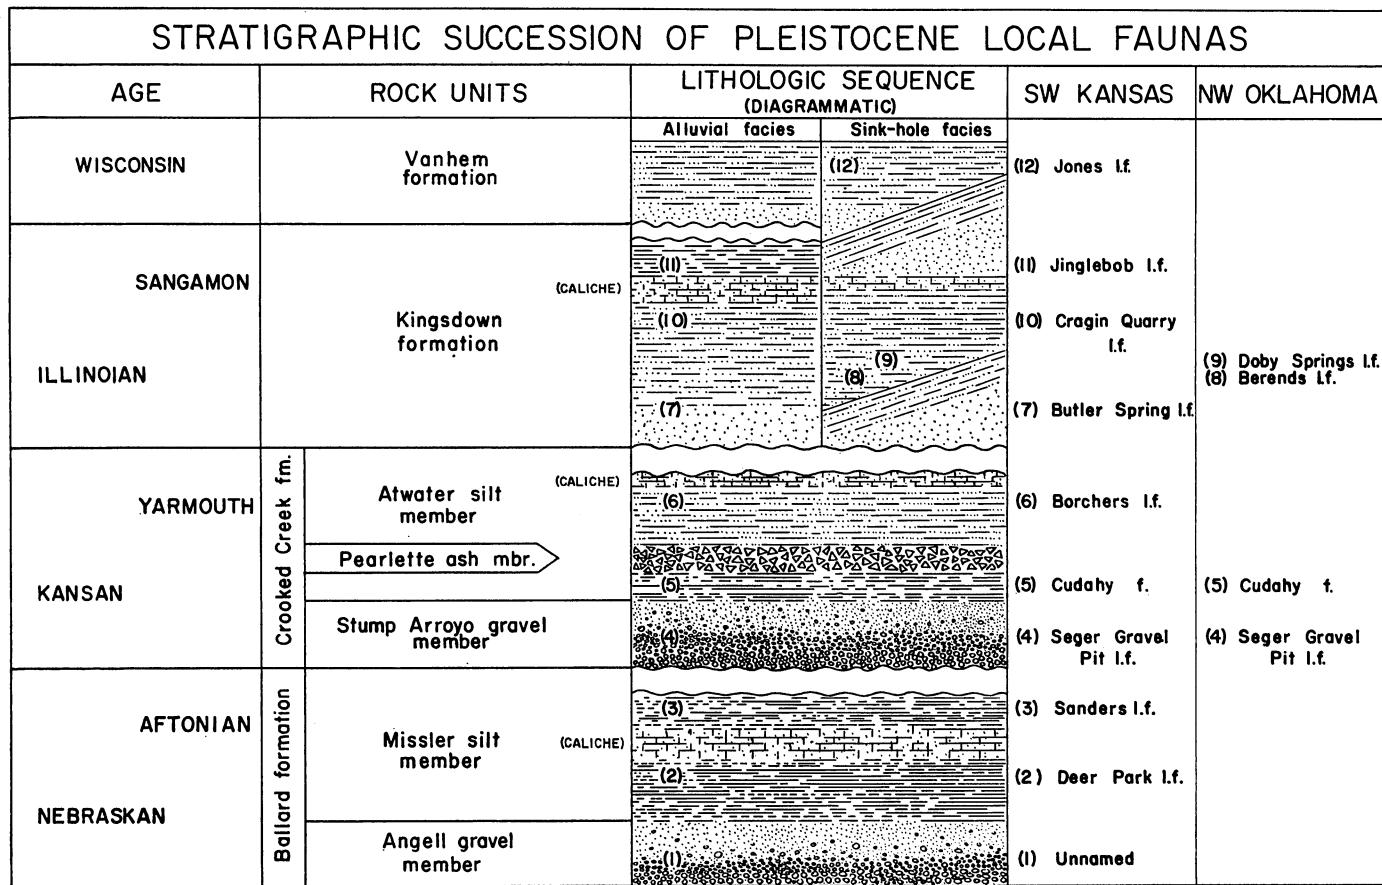 STRATIGRAPHIC SUCCESSION OF PLEISTOCENE LOCAL FAUNAS
AGE
ROCK UNITS
LITHOLOGIC SEQUENCE
(DIAGRAMMATIC)
SW KANSAS
NW OKLAHOMA
Alluvial facies
Sink-hole facies
WISCONSIN
Vanhem
formation
(12)
(12) Jones l.f.
SANGAMON
(CALICHE)
(11)
(11) Jinglebob l.f.
Kingsdown
formation
(10)
(10) Cragin Quarry
l.f.
ILLINOIAN
(9)
(8)
(9) Doby Springs l.f.
(8) Berends l.f.
(7)
(7) Butler Spring l.f.
Crooked Creek fm.
YARMOUTH
Atwater silt
member
(CALICHE)
(6)
(6) Borchers l.f.
Pearlette ash mbr.
KANSAN
(5)
(5) Cudahy f.
(5) Cudahy f.
Stump Arroyo gravel
member
(4)
(4) Seger Gravel
Pit l.f.
(4) Seger Gravel
Pit l.f.
Ballard formation
AFTONIAN
Missler silt
member
(CALICHE)
(3)
(3) Sanders l.f.
(2)
(2) Deer Park l.f.
NEBRASKAN
Angell gravel
member
(1)
(1) Unnamed